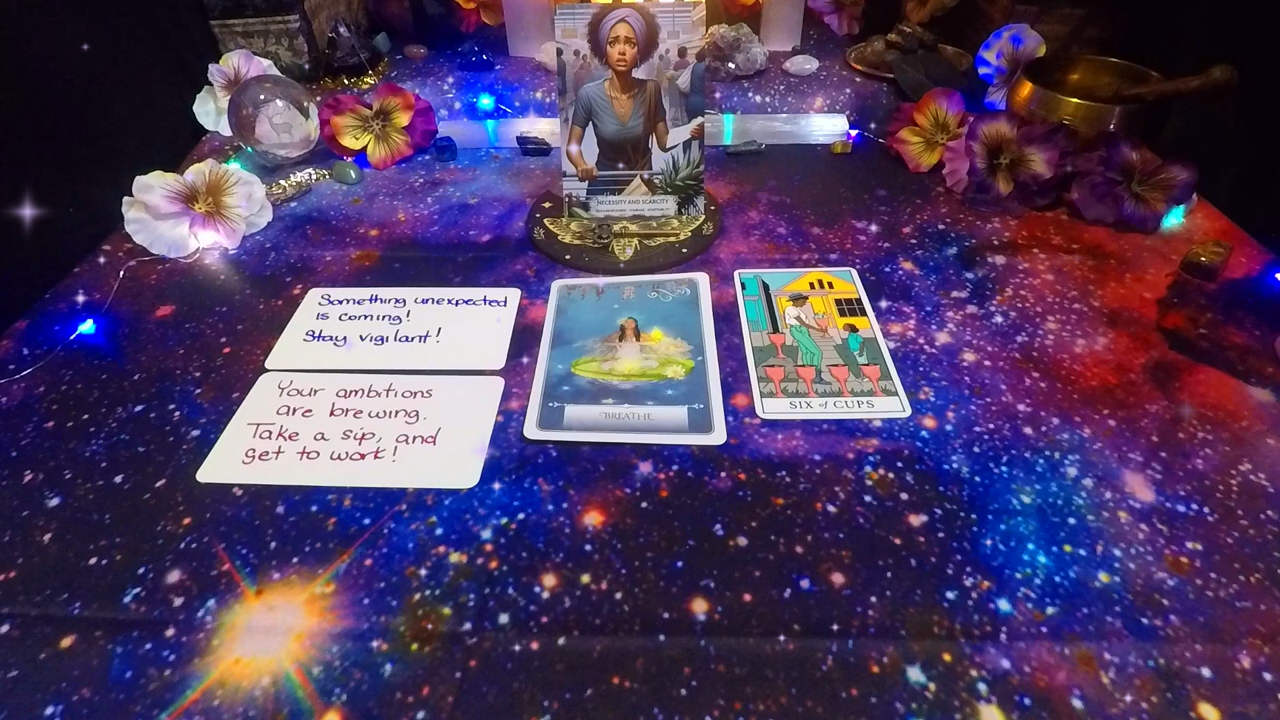 NECESSITY AND SCARCITY
Something unexpected
is coming!
Stay vigilant!
Your ambitions
are brewing.
Take a sip, and
get to work!
BREATHE
SIX of CUPS